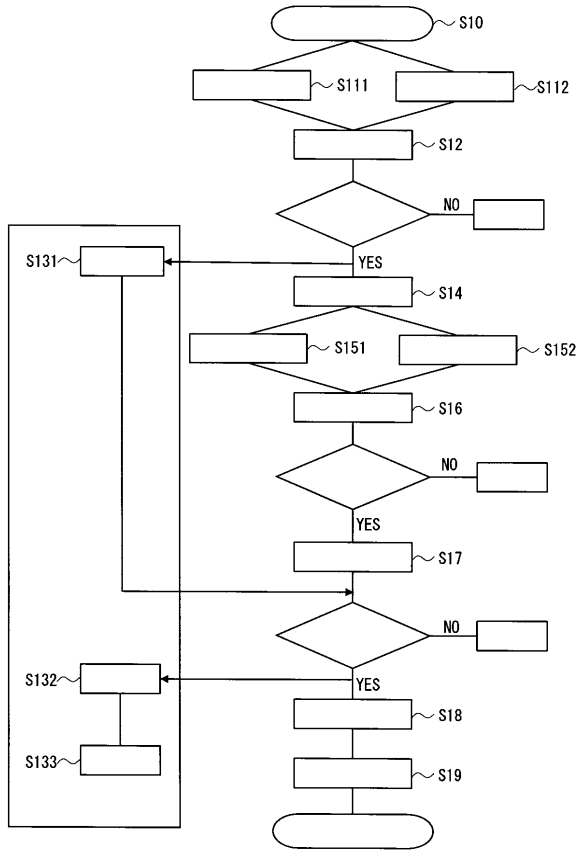 S10
S111
S112
S12
NO
YES
S131
S14
S151
S152
S16
NO
YES
S17
NO
YES
S132
S18
S133
S19